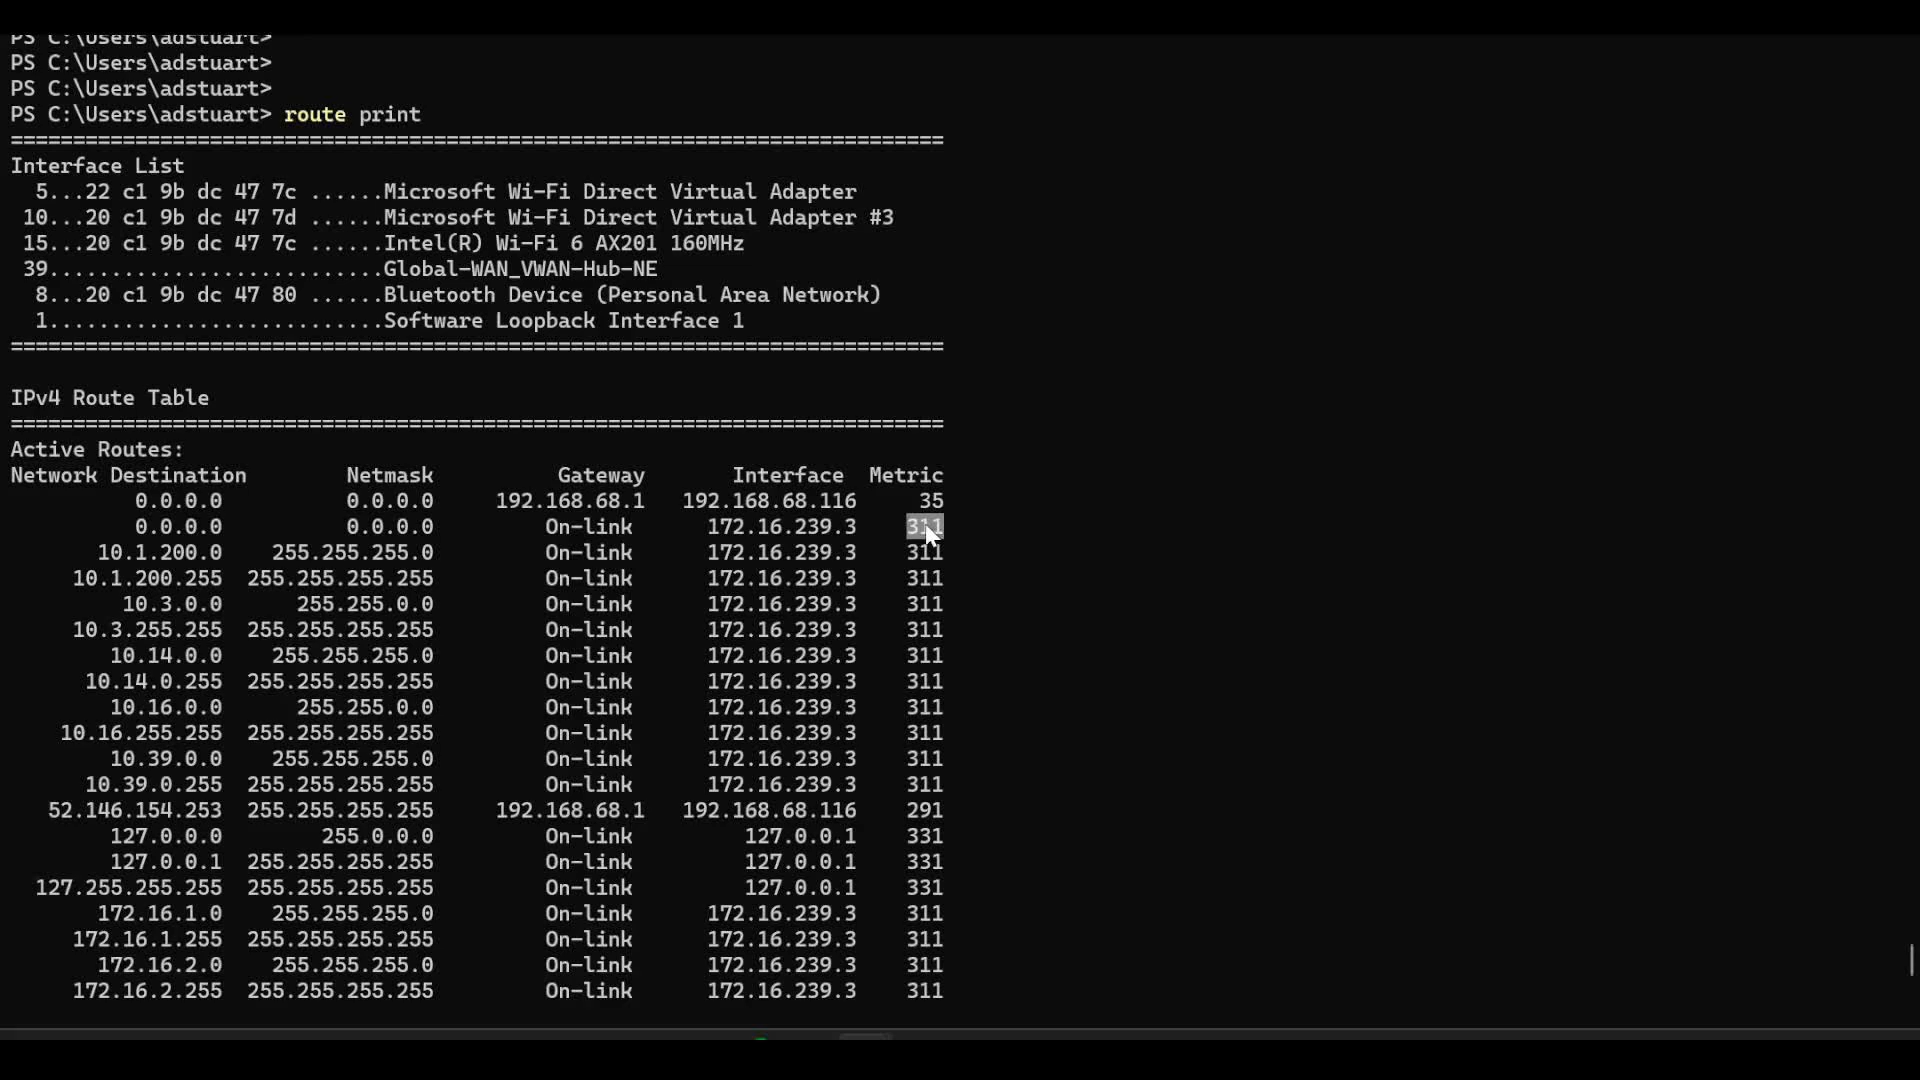 PS C:\Users\adstuart>
PS C:\Users\adstuart>
PS C:\Users\adstuart>
PS C:\Users\adstuart> route print
===========================================================================
Interface List
5...22 c1 9b dc 47 7c ......Microsoft Wi-Fi Direct Virtual Adapter
10...20 c1 9b dc 47 7d ......Microsoft Wi-Fi Direct Virtual Adapter #3
15...20 c1 9b dc 47 7c ......Intel(R) Wi-Fi 6 AX201 160MHz
39...........................Global-WAN_VWAN-Hub-NE
8...20 c1 9b dc 47 80 ......Bluetooth Device (Personal Area Network)
1...........................Software Loopback Interface 1
===========================================================================
IPv4 Route Table
===========================================================================
Active Routes:
Network Destination        Netmask          Gateway       Interface  Metric
0.0.0.0          0.0.0.0     192.168.68.1   192.168.68.116     35
0.0.0.0          0.0.0.0         On-link      172.16.239.3    311
10.1.200.0    255.255.255.0         On-link      172.16.239.3    311
10.1.200.255  255.255.255.255         On-link      172.16.239.3    311
10.3.0.0      255.255.0.0         On-link      172.16.239.3    311
10.3.255.255  255.255.255.255         On-link      172.16.239.3    311
10.14.0.0    255.255.255.0         On-link      172.16.239.3    311
10.14.0.255  255.255.255.255         On-link      172.16.239.3    311
10.16.0.0      255.255.0.0         On-link      172.16.239.3    311
10.16.255.255  255.255.255.255         On-link      172.16.239.3    311
10.39.0.0    255.255.255.0         On-link      172.16.239.3    311
10.39.0.255  255.255.255.255         On-link      172.16.239.3    311
52.146.154.253  255.255.255.255     192.168.68.1   192.168.68.116    291
127.0.0.0        255.0.0.0         On-link         127.0.0.1    331
127.0.0.1  255.255.255.255         On-link         127.0.0.1    331
127.255.255.255  255.255.255.255         On-link         127.0.0.1    331
172.16.1.0    255.255.255.0         On-link      172.16.239.3    311
172.16.1.255  255.255.255.255         On-link      172.16.239.3    311
172.16.2.0    255.255.255.0         On-link      172.16.239.3    311
172.16.2.255  255.255.255.255         On-link      172.16.239.3    311